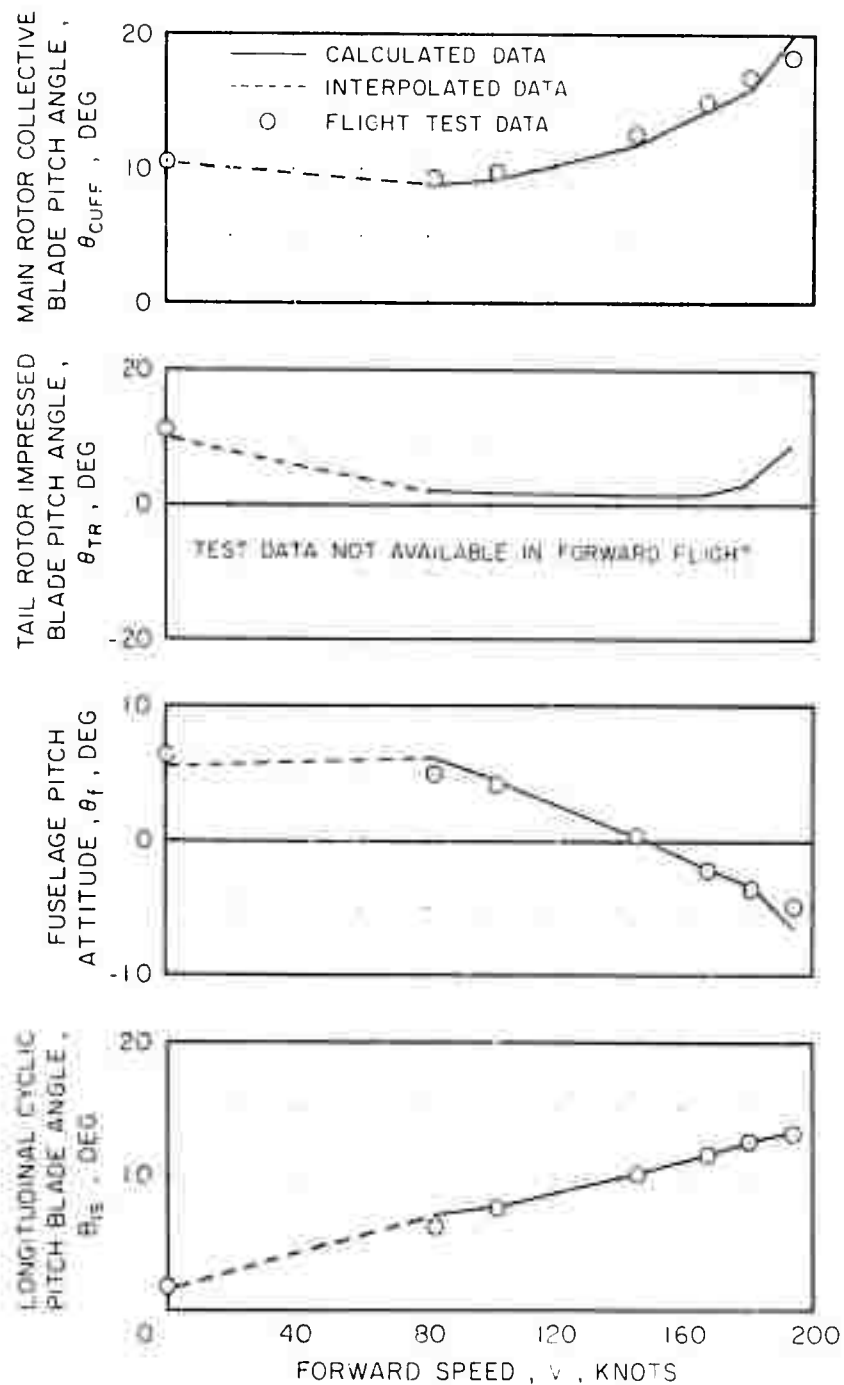 MAIN ROTOR COLLECTIVE
BLADE PITCH ANGLE,
θCUFF, DEG
20
10
0
CALCULATED DATA
INTERPOLATED DATA
FLIGHT TEST DATA
TAIL ROTOR IMPRESSED
BLADE PITCH ANGLE,
θTR, DEG
20
0
-20
TEST DATA NOT AVAILABLE IN FORWARD FLIGHT
FUSELAGE PITCH
ATTITUDE, θf, DEG
10
0
-10
LONGITUDINAL CYCLIC
PITCH BLADE ANGLE,
θIS, DEG
20
10
0 40 80 120 160 200
FORWARD SPEED, V, KNOTS